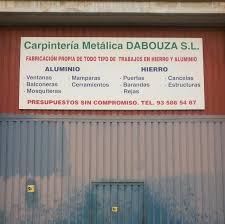 Carpintería Metálica DABOUZA S.L.
FABRICACIÓN PROPIA DE TODO TIPO DE TRABAJOS EN HIERRO Y ALUMINIO
ALUMINIO HIERRO
Ventanas - Mamparas - Puertas - Cancelas
Balconeras - Cerramientos - Barandas - Estructuras
Mosquiteras - Rejas
PRESUPUESTOS SIN COMPROMISO. TEL. 93 586 54 67